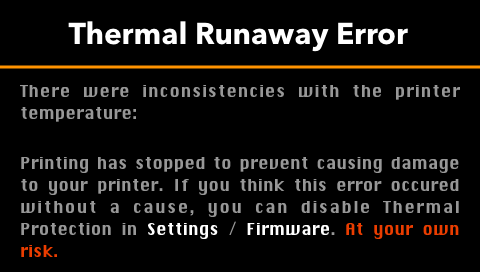 Thermal Runaway Error
There were inconsistencies with the printer
temperature:
Printing has stopped to prevent causing damage
to your printer. If you think this error occured
without a cause, you can disable Thermal
Protection in Settings / Firmware. At your own
risk.